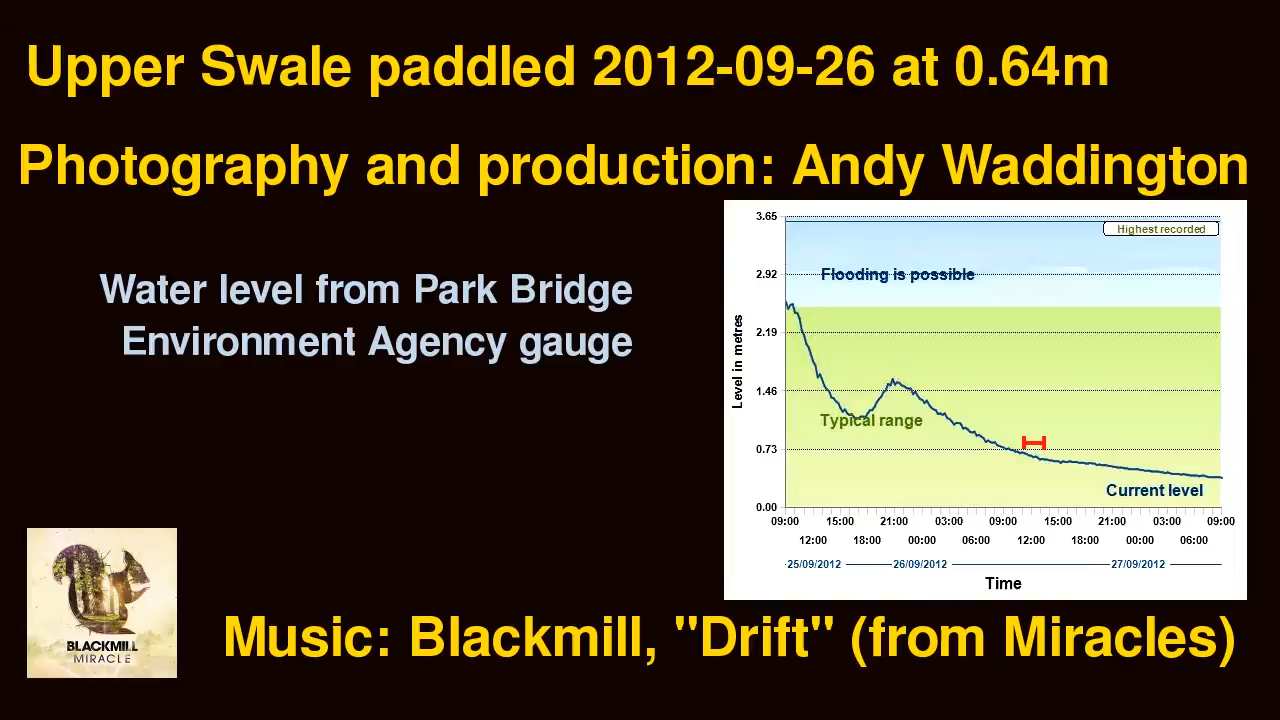 Upper Swale paddled 2012-09-26 at 0.64m
Photography and production: Andy Waddington
Water level from Park Bridge
Environment Agency gauge
3.65
Highest recorded
2.92
Flooding is possible
2.19
Level in metres
1.46
Typical range
0.73
Current level
0.00
09:00 15:00 21:00 03:00 09:00 15:00 21:00 03:00 09:00
12:00 18:00 00:00 06:00 12:00 18:00 00:00 06:00
25/09/2012 26/09/2012 27/09/2012
Time
BLACKMILL
MIRACLE
Music: Blackmill, "Drift" (from Miracles)